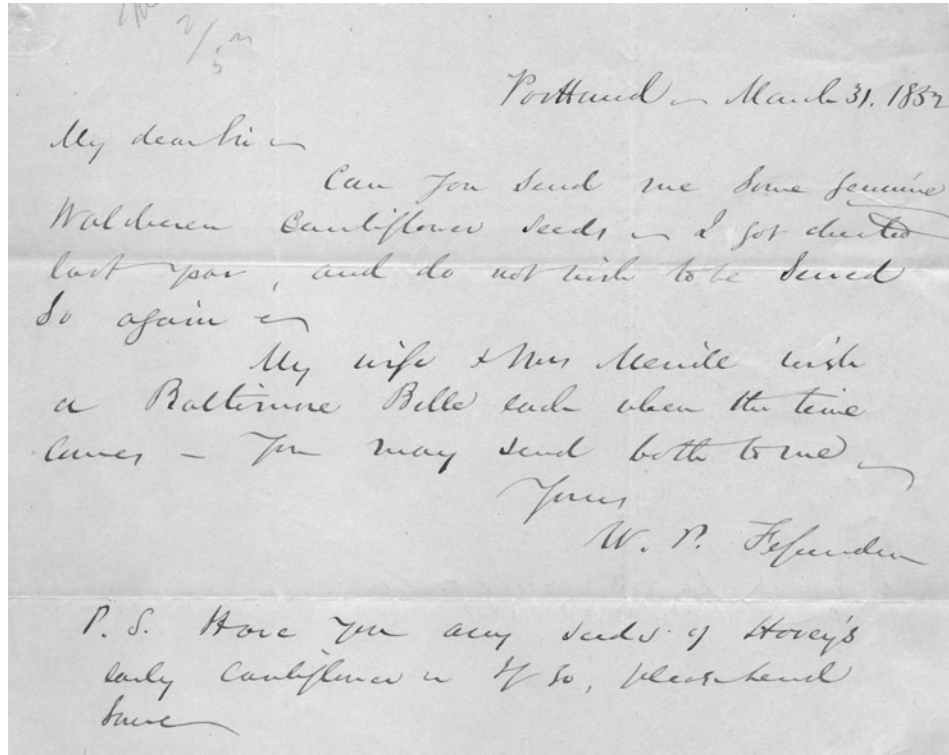 Portland — March 31. 1852
My dear Sir —
Can you send me some genuine
Walcheren Cauliflower seeds — I got cheated
last year, and do not wish to be served
so again —
My wife & Mrs Merrill wish
a Baltimore Belle each when the time
comes — You may send both to me —
Yours
W. P. Fessenden
P. S. Have you any seeds of Hovey's
early Cauliflower — If so, please send
some —